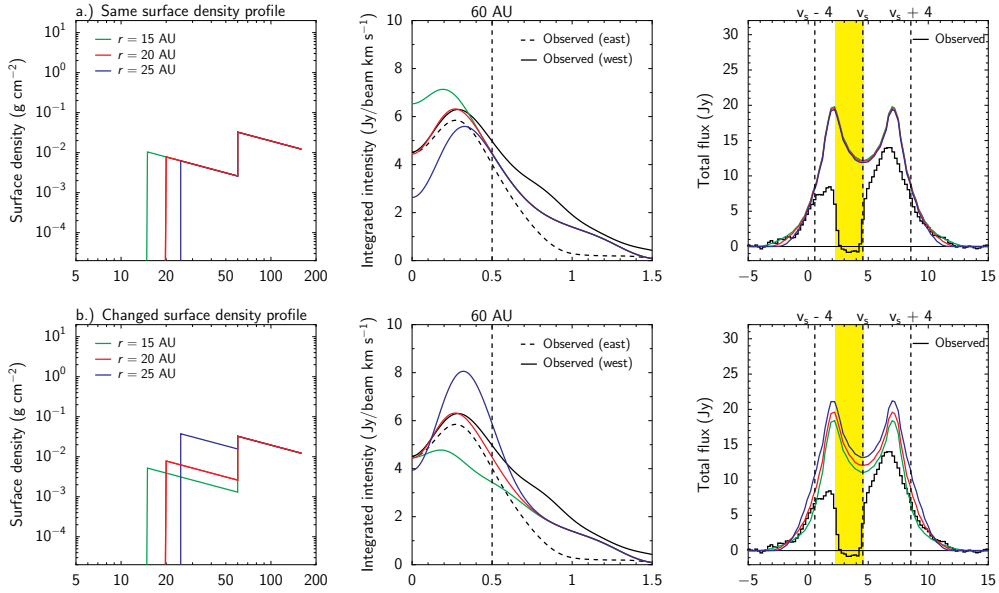 a.) Same surface density profile
60 AU
v_s - 4 v_s v_s + 4
Surface density (g cm⁻²)
10⁰
10⁻¹
10⁻²
10⁻³
10⁻⁴
r = 15 AU
r = 20 AU
r = 25 AU
5 10 20 50 100 200
Integrated intensity (Jy/beam km s⁻¹)
10
8
6
4
2
0
Observed (east)
Observed (west)
0 0.5 1 1.5
Total flux (Jy)
30
25
20
15
10
5
0
Observed
−5 0 5 10 15
b.) Changed surface density profile
60 AU
v_s - 4 v_s v_s + 4
Surface density (g cm⁻²)
10⁰
10⁻¹
10⁻²
10⁻³
10⁻⁴
r = 15 AU
r = 20 AU
r = 25 AU
5 10 20 50 100 200
Integrated intensity (Jy/beam km s⁻¹)
10
8
6
4
2
0
Observed (east)
Observed (west)
0 0.5 1 1.5
Total flux (Jy)
30
25
20
15
10
5
0
Observed
−5 0 5 10 15